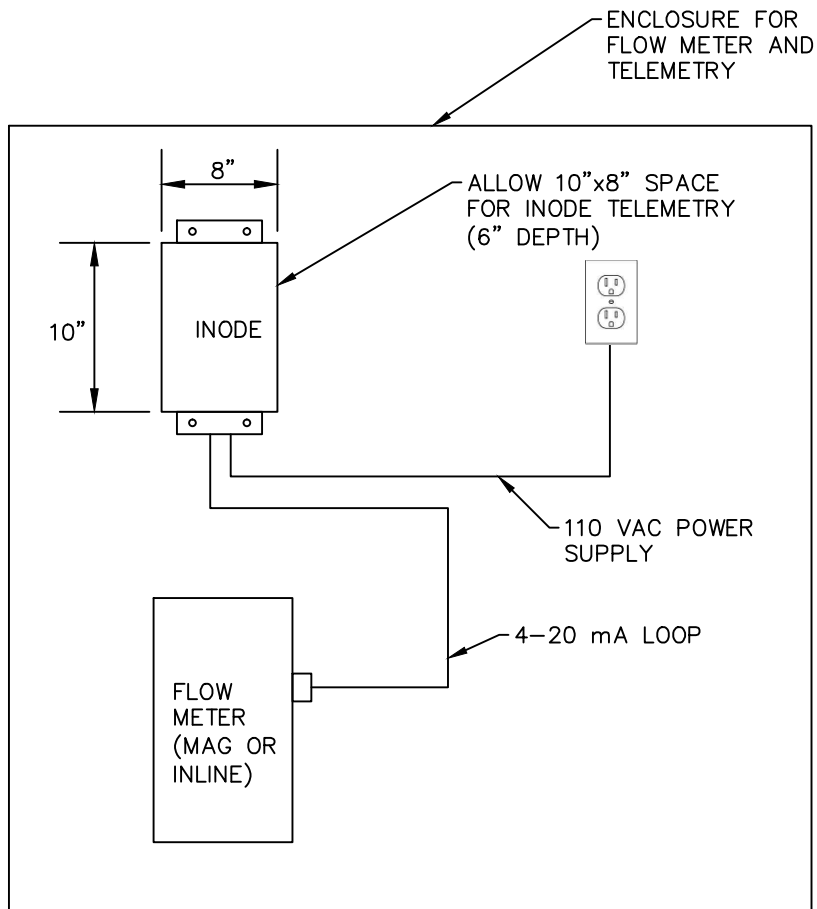 ENCLOSURE FOR
FLOW METER AND
TELEMETRY
8"
ALLOW 10"x8" SPACE
FOR INODE TELEMETRY
(6" DEPTH)
10"
INODE
110 VAC POWER
SUPPLY
4-20 mA LOOP
FLOW
METER
(MAG OR
INLINE)